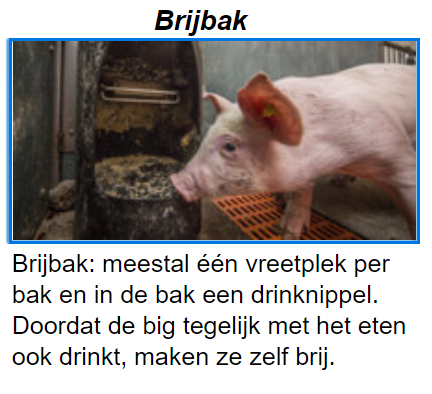 Brijbak
Brijbak: meestal één vreetplek per
bak en in de bak een drinknippel.
Doordat de big tegelijk met het eten
ook drinkt, maken ze zelf brij.